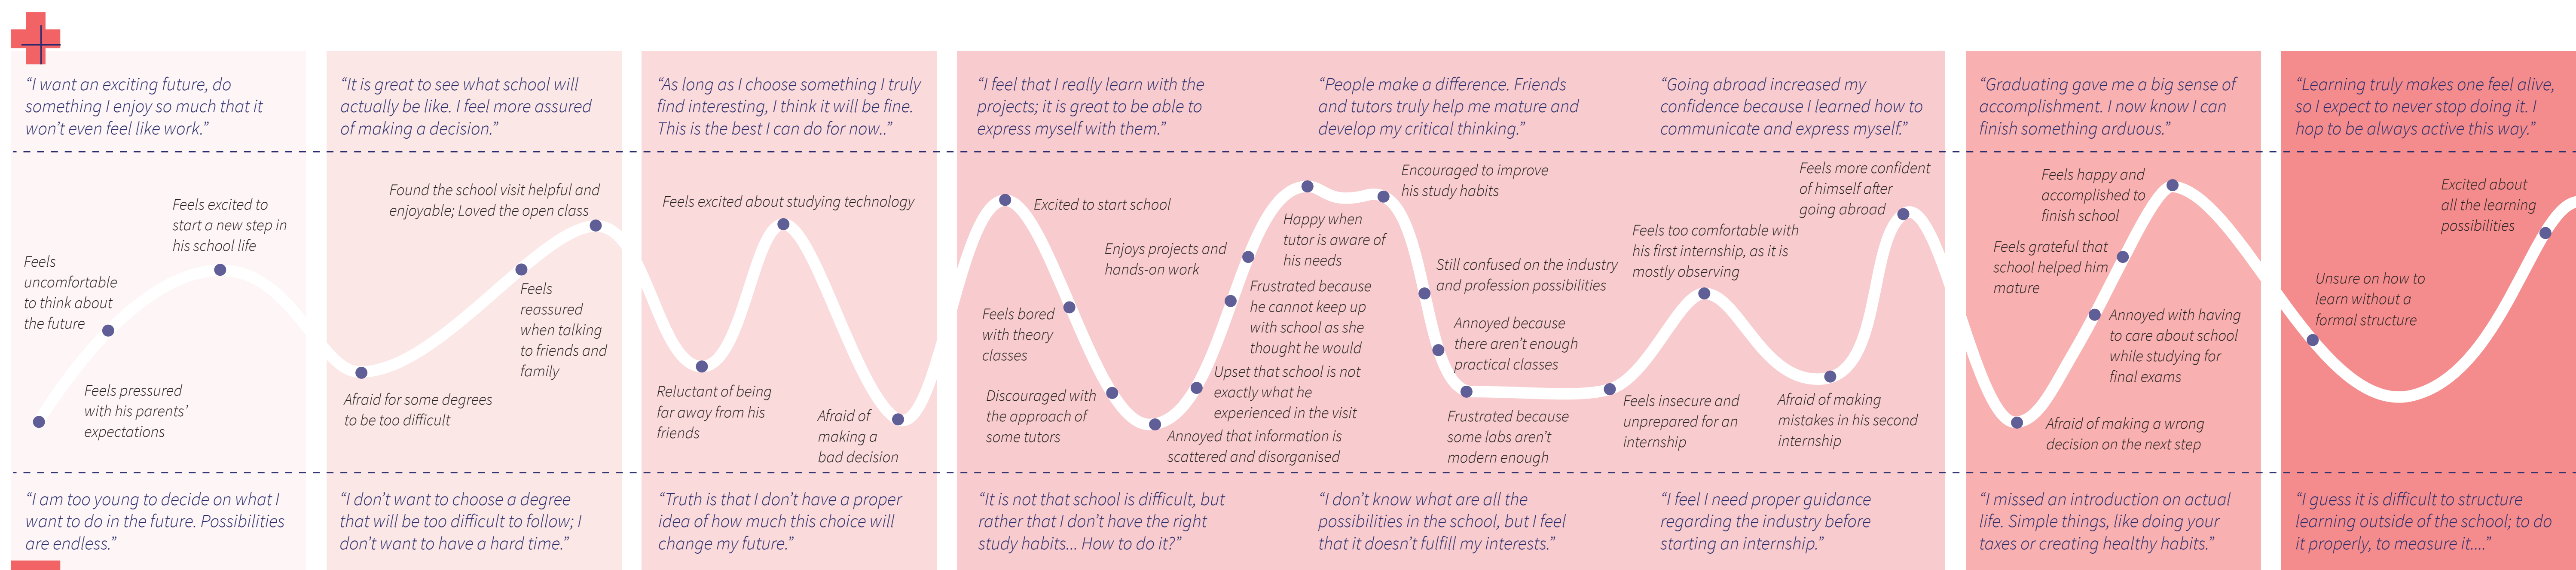 “I want an exciting future, do
something I enjoy so much that it
won’t even feel like work.”
“It is great to see what school will
actually be like. I feel more assured
of making a decision.”
“As long as I choose something I truly
find interesting, I think it will be fine.
This is the best I can do for now..”
“I feel that I really learn with the
projects; it is great to be able to
express myself with them.”
“People make a difference. Friends
and tutors truly help me mature and
develop my critical thinking.”
“Going abroad increased my
confidence because I learned how to
communicate and express myself.”
“Graduating gave me a big sense of
accomplishment. I now know I can
finish something arduous.”
“Learning truly makes one feel alive,
so I expect to never stop doing it. I
hop to be always active this way.”
Feels
uncomfortable
to think about
the future
Feels excited to
start a new step in
his school life
Feels pressured
with his parents’
expectations
Found the school visit helpful and
enjoyable; Loved the open class
Feels
reassured
when talking
to friends and
family
Afraid for some degrees
to be too difficult
Feels excited about studying technology
Reluctant of being
far away from his
friends
Afraid of
making a
bad decision
Excited to start school
Feels bored
with theory
classes
Discouraged with
the approach of
some tutors
Enjoys projects and
hands-on work
Happy when
tutor is aware of
his needs
Frustrated because
he cannot keep up
with school as she
thought he would
Upset that school is not
exactly what he
experienced in the visit
Annoyed that information is
scattered and disorganised
Encouraged to improve
his study habits
Still confused on the industry
and profession possibilities
Annoyed because
there aren’t enough
practical classes
Frustrated because
some labs aren’t
modern enough
Feels too comfortable with
his first internship, as it is
mostly observing
Feels insecure and
unprepared for an
internship
Feels more confident
of himself after
going abroad
Afraid of making
mistakes in his second
internship
Feels happy and
accomplished to
finish school
Feels grateful that
school helped him
mature
Annoyed with having
to care about school
while studying for
final exams
Afraid of making a wrong
decision on the next step
Unsure on how to
learn without a
formal structure
Excited about
all the learning
possibilities
“I am too young to decide on what I
want to do in the future. Possibilities
are endless.”
“I don’t want to choose a degree
that will be too difficult to follow; I
don’t want to have a hard time.”
“Truth is that I don’t have a proper
idea of how much this choice will
change my future.”
“It is not that school is difficult, but
rather that I don’t have the right
study habits... How to do it?”
“I don’t know what are all the
possibilities in the school, but I feel
that it doesn’t fulfill my interests.”
“I feel I need proper guidance
regarding the industry before
starting an internship.”
“I missed an introduction on actual
life. Simple things, like doing your
taxes or creating healthy habits.”
“I guess it is difficult to structure
learning outside of the school; to do
it properly, to measure it....”